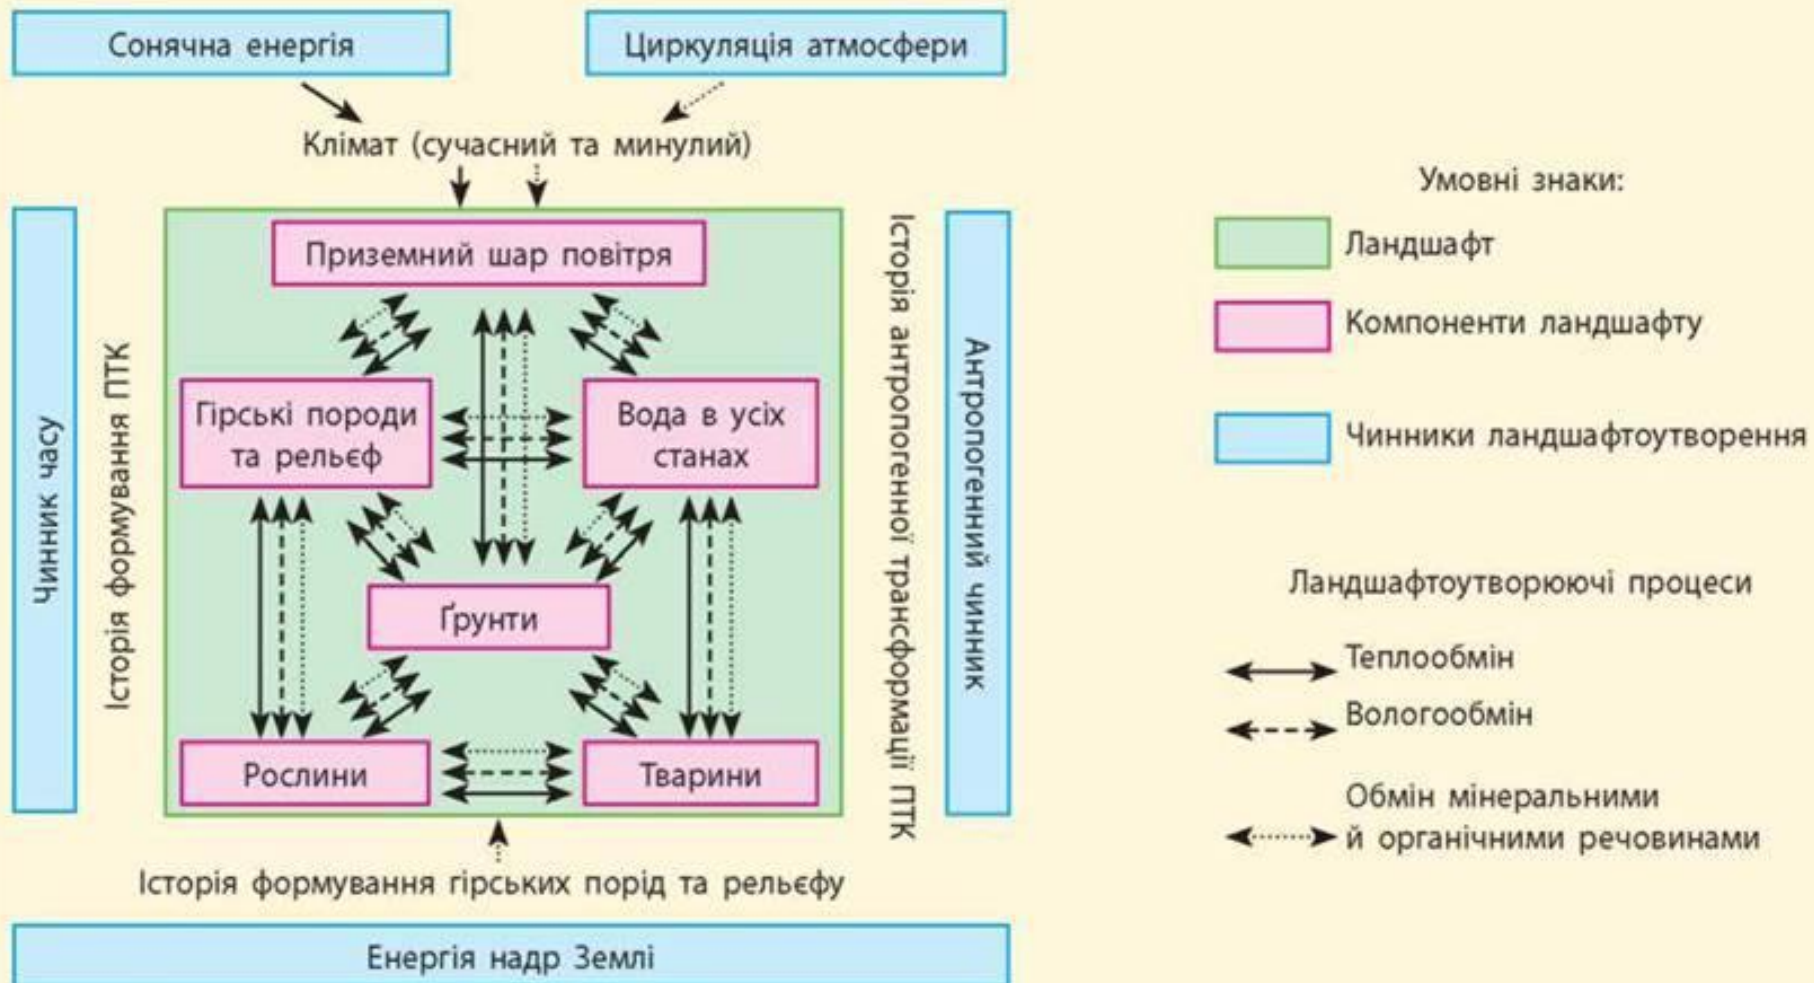 Сонячна енергія
Циркуляція атмосфери
Клімат (сучасний та минулий)
Чинник часу
Історія формування ПТК
Приземний шар повітря
Гірські породи
та рельєф
Вода в усіх
станах
Ґрунти
Рослини
Тварини
Історія антропогенної трансформації ПТК
Антропогенний чинник
Історія формування гірських порід та рельєфу
Енергія надр Землі
Умовні знаки:
Ландшафт
Компоненти ландшафту
Чинники ландшафтоутворення
Ландшафтоутворюючі процеси
Теплообмін
Вологообмін
Обмін мінеральними
й органічними речовинами